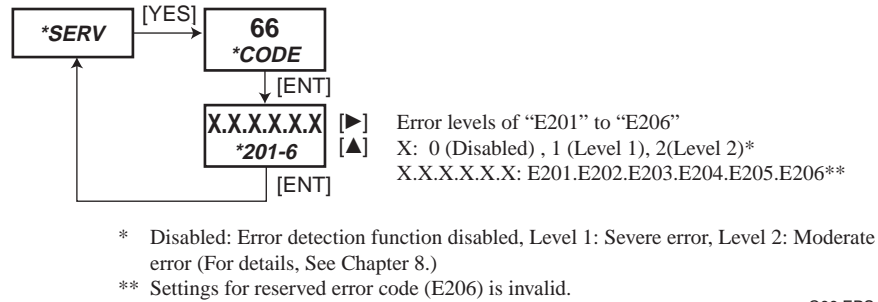 [YES]
*SERV
66
*CODE
[ENT]
X.X.X.X.X.X
*201-6
[►] Error levels of “E201” to “E206”
[▲] X: 0 (Disabled) , 1 (Level 1), 2(Level 2)*
X.X.X.X.X.X: E201.E202.E203.E204.E205.E206**
[ENT]
* Disabled: Error detection function disabled, Level 1: Severe error, Level 2: Moderate
error (For details, See Chapter 8.)
** Settings for reserved error code (E206) is invalid.